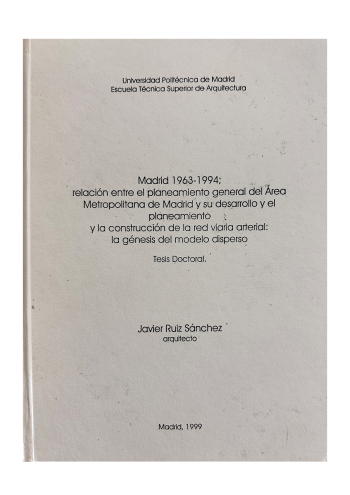 Universidad Politécnica de Madrid
Escuela Técnica Superior de Arquitectura
Madrid 1963-1994;
relación entre el planeamiento general del Área
Metropolitana de Madrid y su desarrollo y el
planeamiento
y la construcción de la red viaria arterial:
la génesis del modelo disperso
Tesis Doctoral.
Javier Ruiz Sánchez
arquitecto
Madrid, 1999